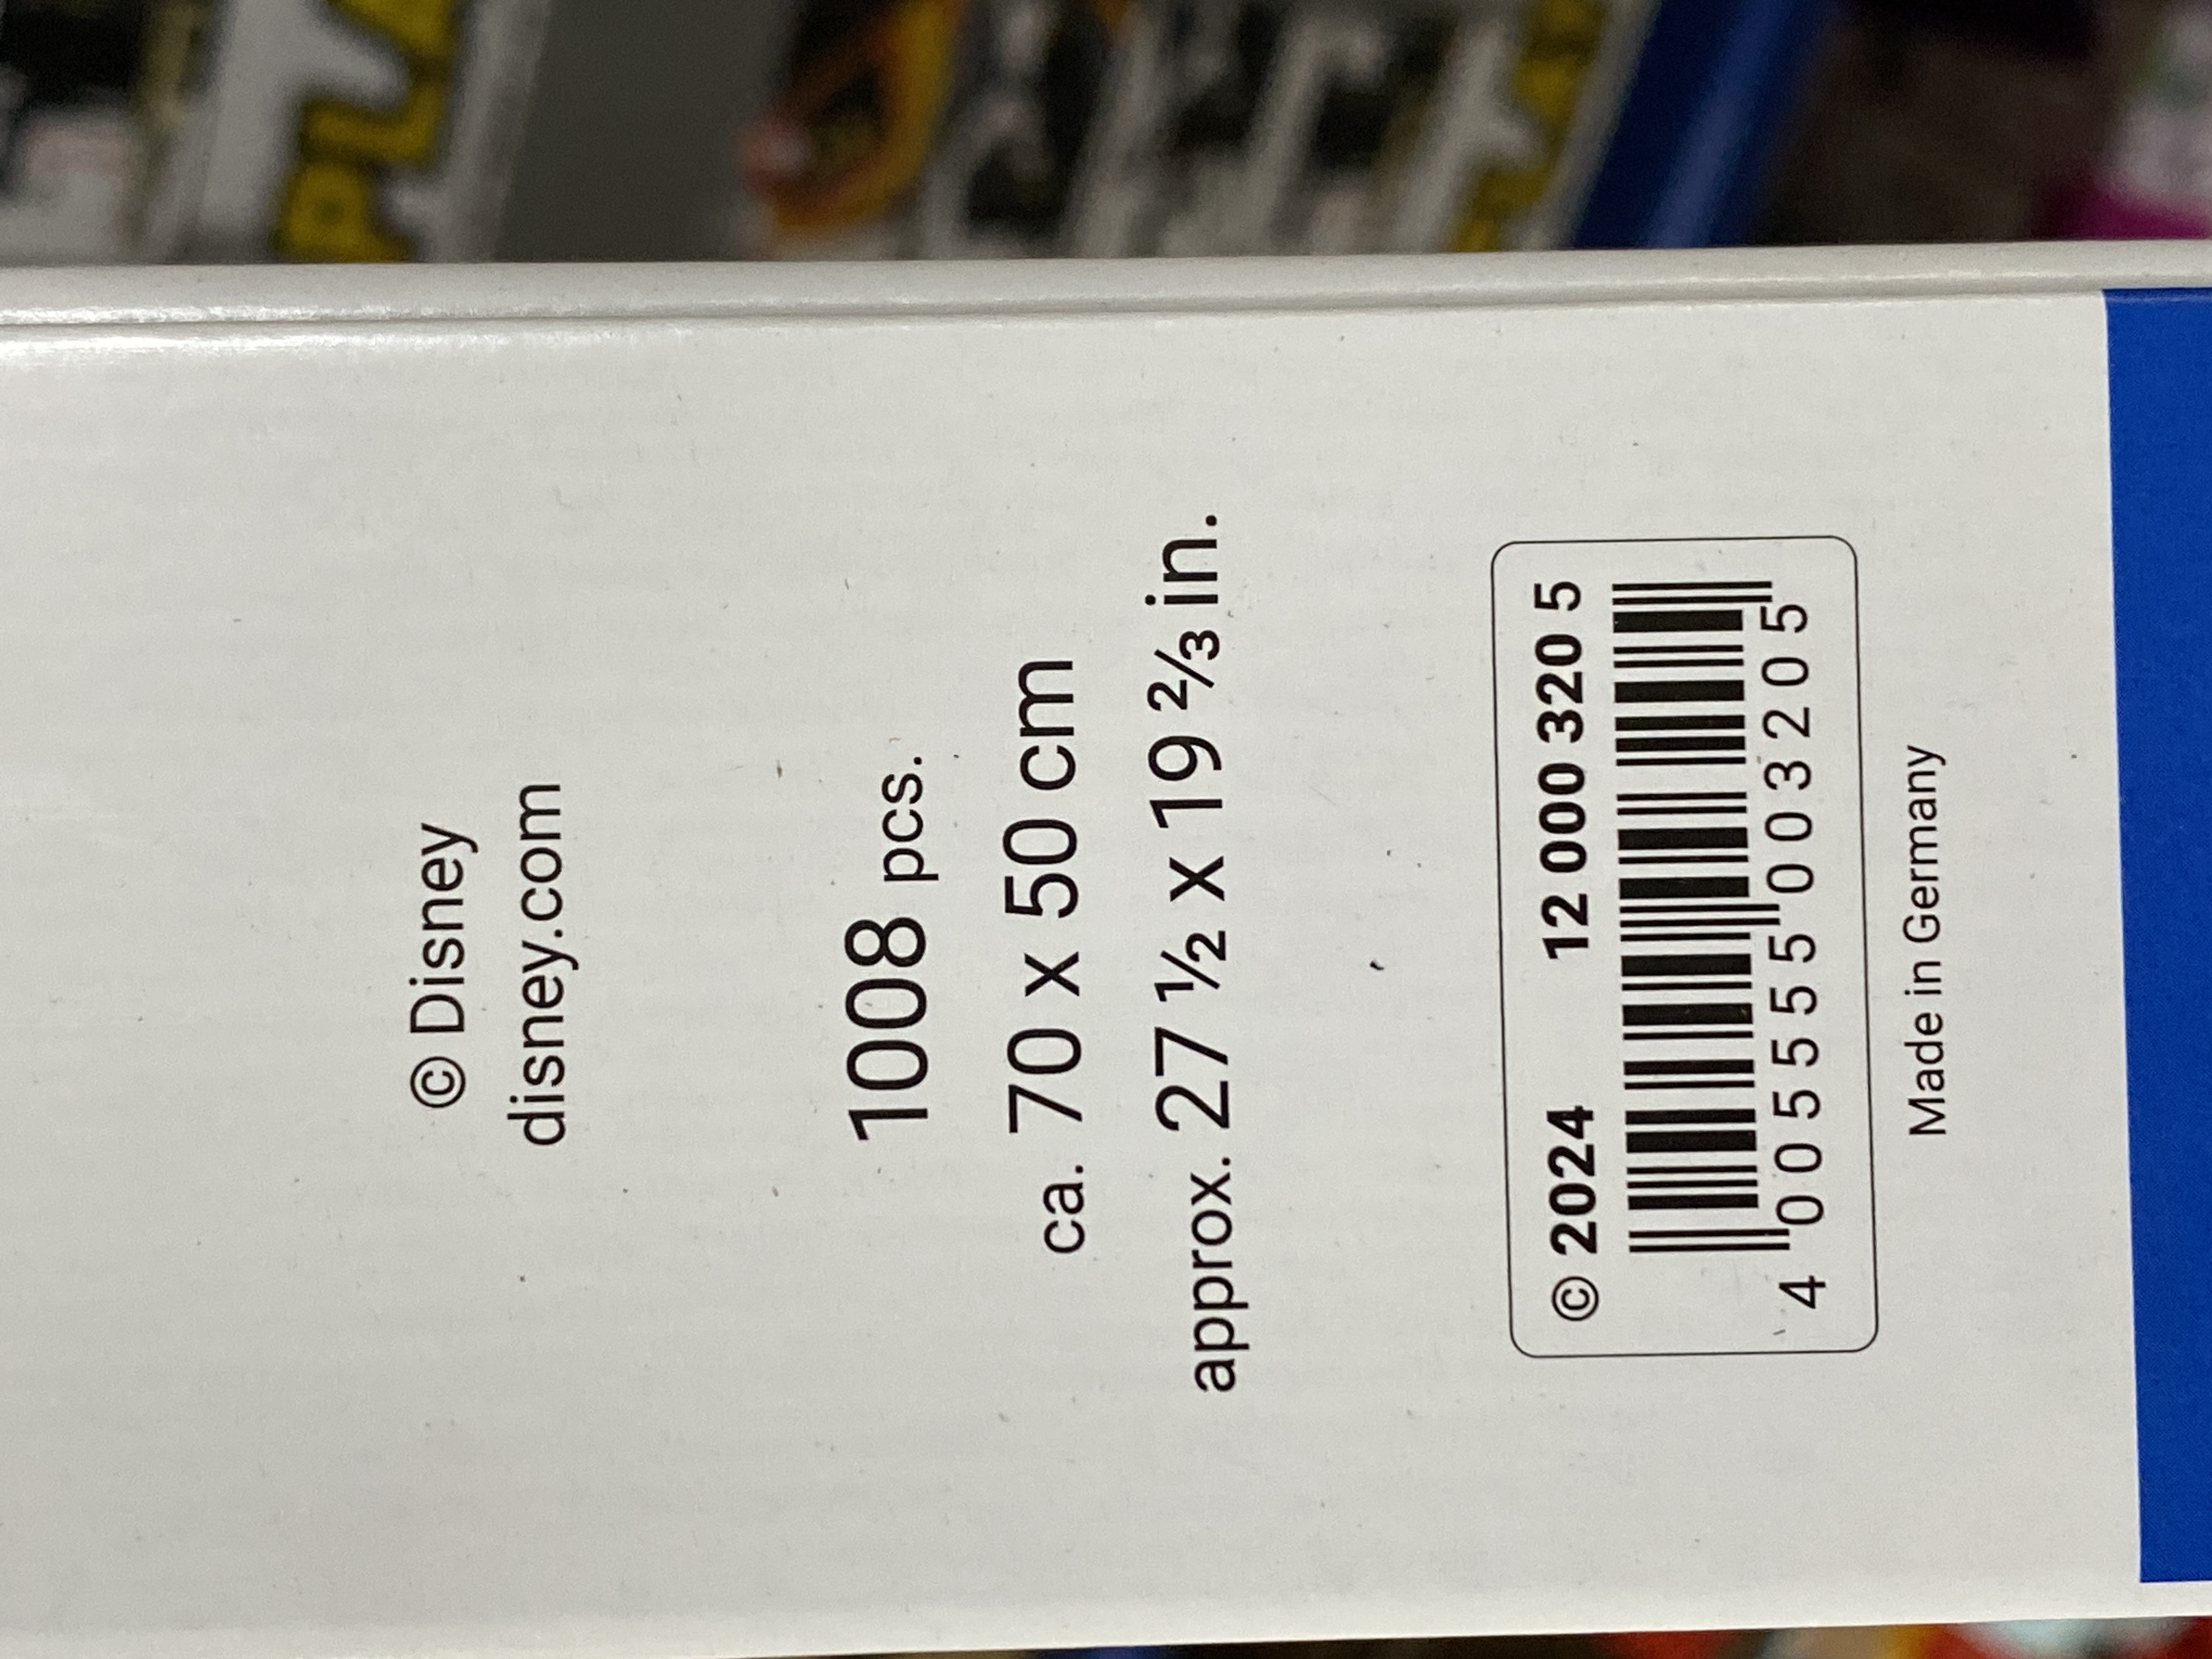 © Disney
disney.com
1008 pcs.
ca. 70 x 50 cm
approx. 27 ½ x 19 ⅔ in.
© 2024 12 000 320 5
4 005555 003205
Made in Germany